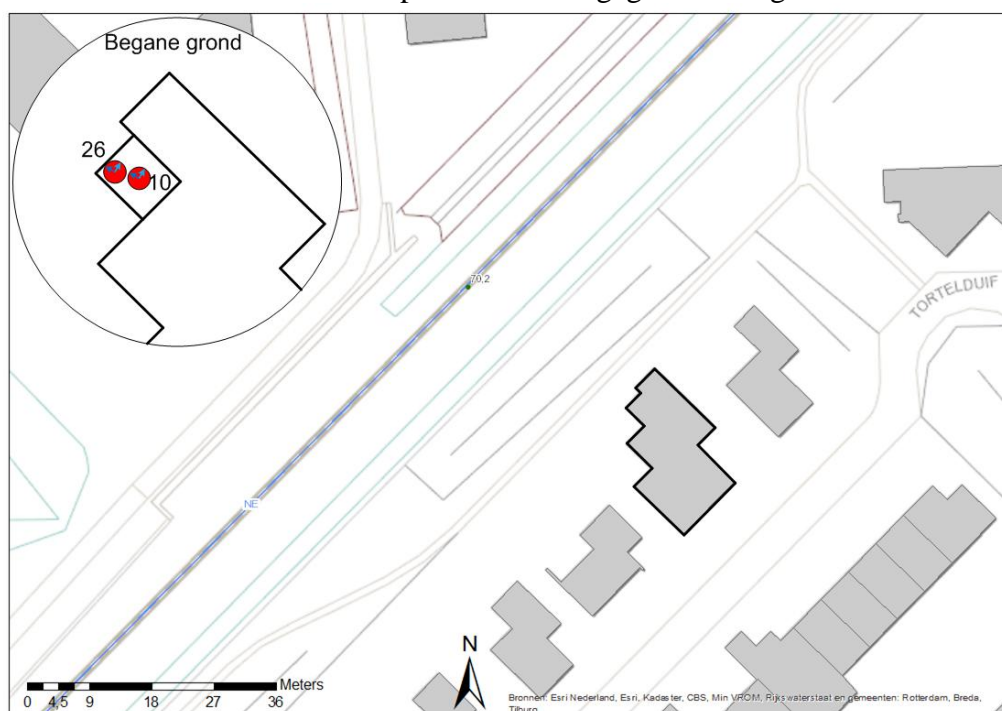 Begane grond
26
10
70,2
TORTELDUIF
NE
N
Meters
0 4,5 9 18 27 36
Bronnen: Esri Nederland, Esri, Kadaster, CBS, Min VROM, Rijkswaterstaat en gemeenten: Rotterdam, Breda,
Tilburg